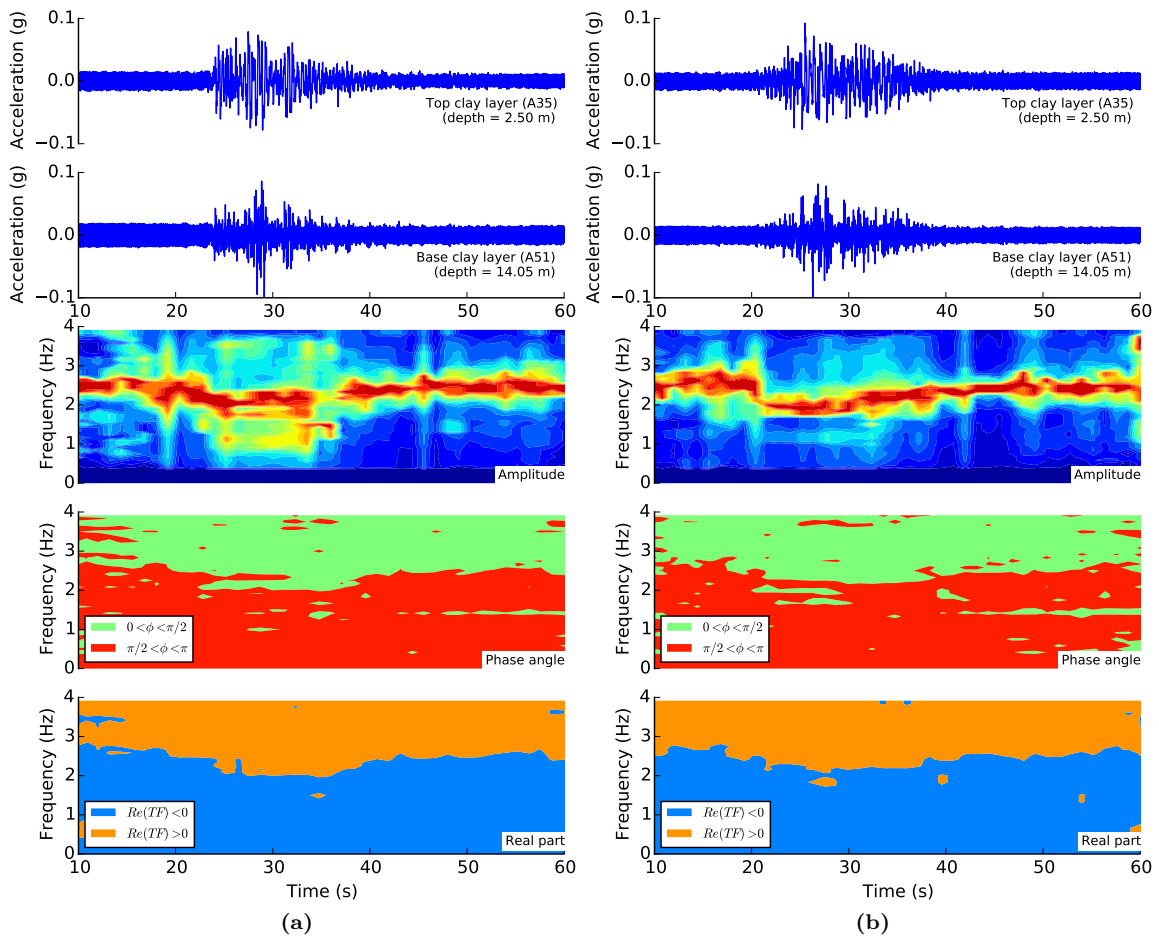 0.1
0.0
−0.1
Acceleration (g)
Top clay layer (A35)
(depth = 2.50 m)
0.1
0.0
−0.1
Acceleration (g)
Base clay layer (A51)
(depth = 14.05 m)
10 20 30 40 50 60
4
3
2
1
0
Frequency (Hz)
Amplitude
4
3
2
1
0
Frequency (Hz)
0<ϕ<π/2
π/2<ϕ<π
Phase angle
4
3
2
1
0
Frequency (Hz)
Re(TF)<0
Re(TF)>0
Real part
10 20 30 40 50 60
Time (s)
(a)
0.1
0.0
−0.1
Acceleration (g)
Top clay layer (A35)
(depth = 2.50 m)
0.1
0.0
−0.1
Acceleration (g)
Base clay layer (A51)
(depth = 14.05 m)
10 20 30 40 50 60
4
3
2
1
0
Frequency (Hz)
Amplitude
4
3
2
1
0
Frequency (Hz)
0<ϕ<π/2
π/2<ϕ<π
Phase angle
4
3
2
1
0
Frequency (Hz)
Re(TF)<0
Re(TF)>0
Real part
10 20 30 40 50 60
Time (s)
(b)